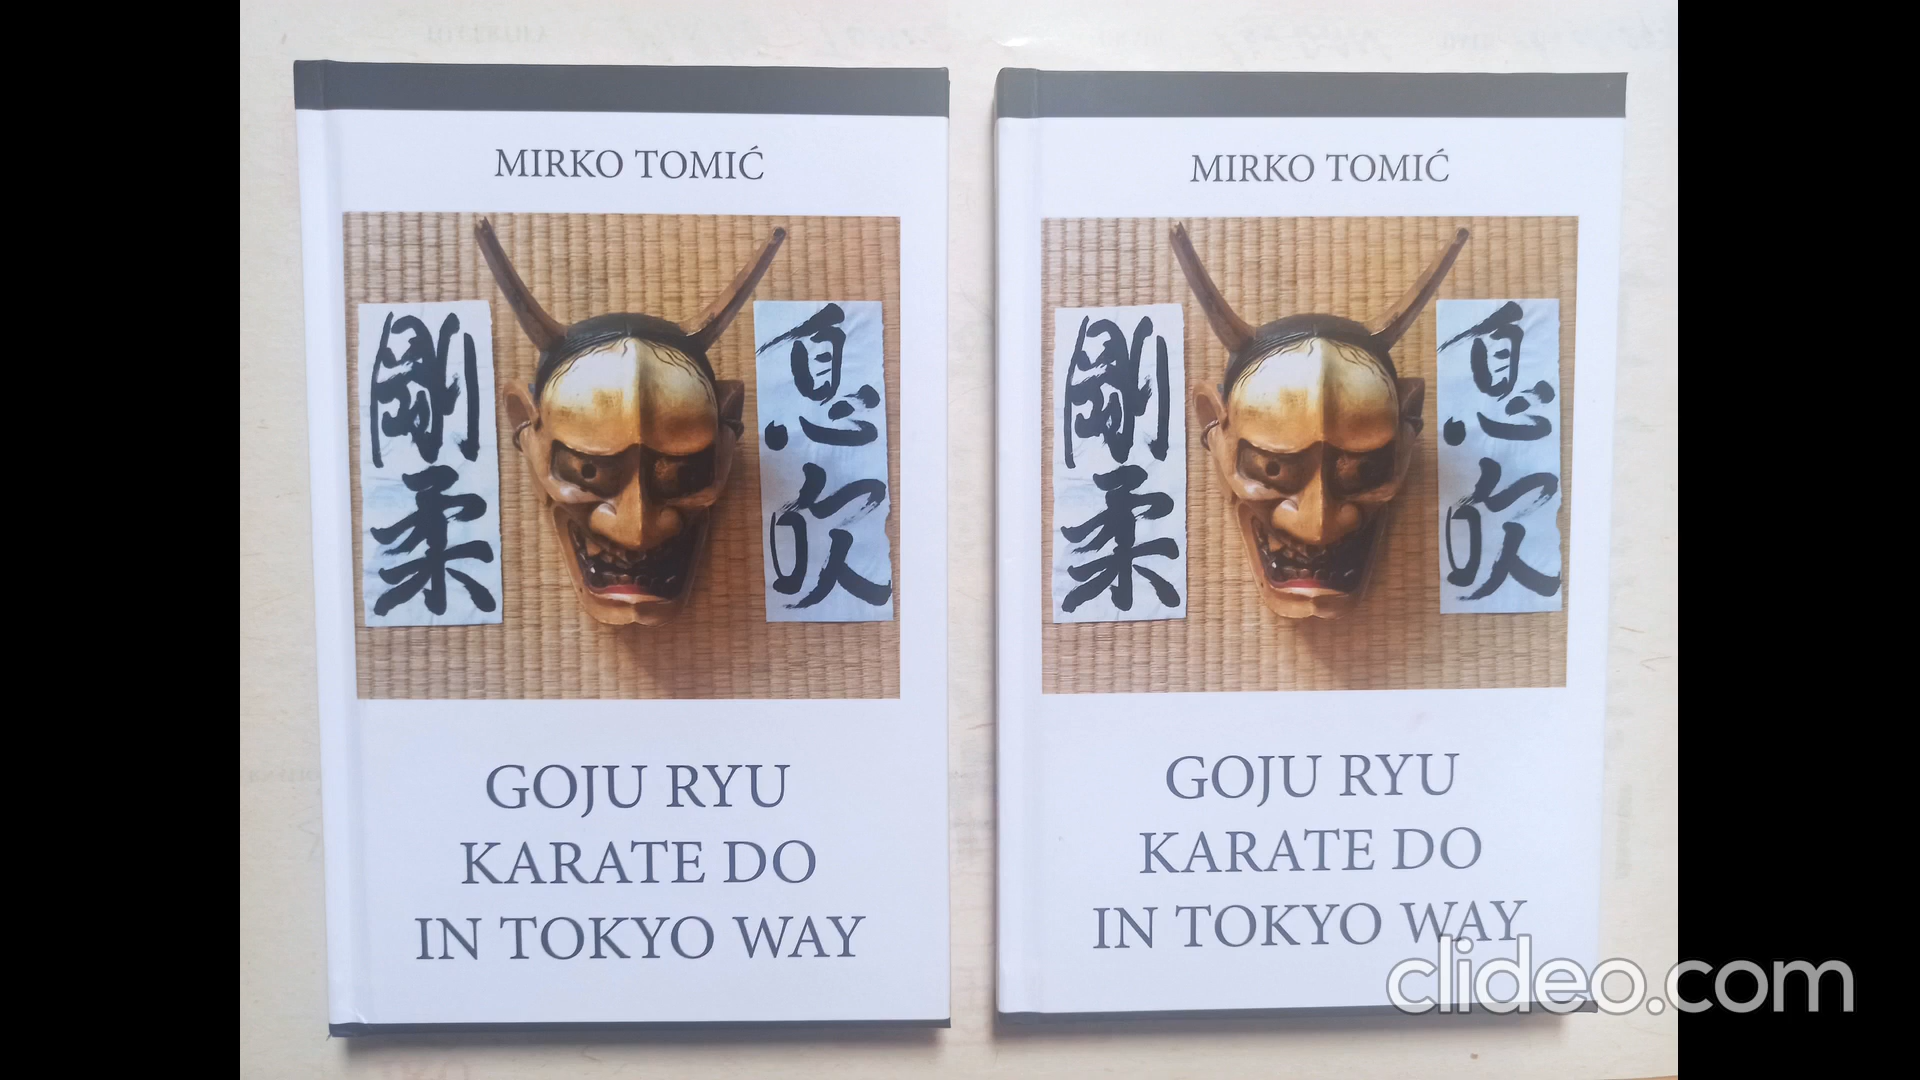 MIRKO TOMIĆ
剛柔
息吹
GOJU RYU
KARATE DO
IN TOKYO WAY
MIRKO TOMIĆ
剛柔
息吹
GOJU RYU
KARATE DO
IN TOKYO WAY
clideo.com